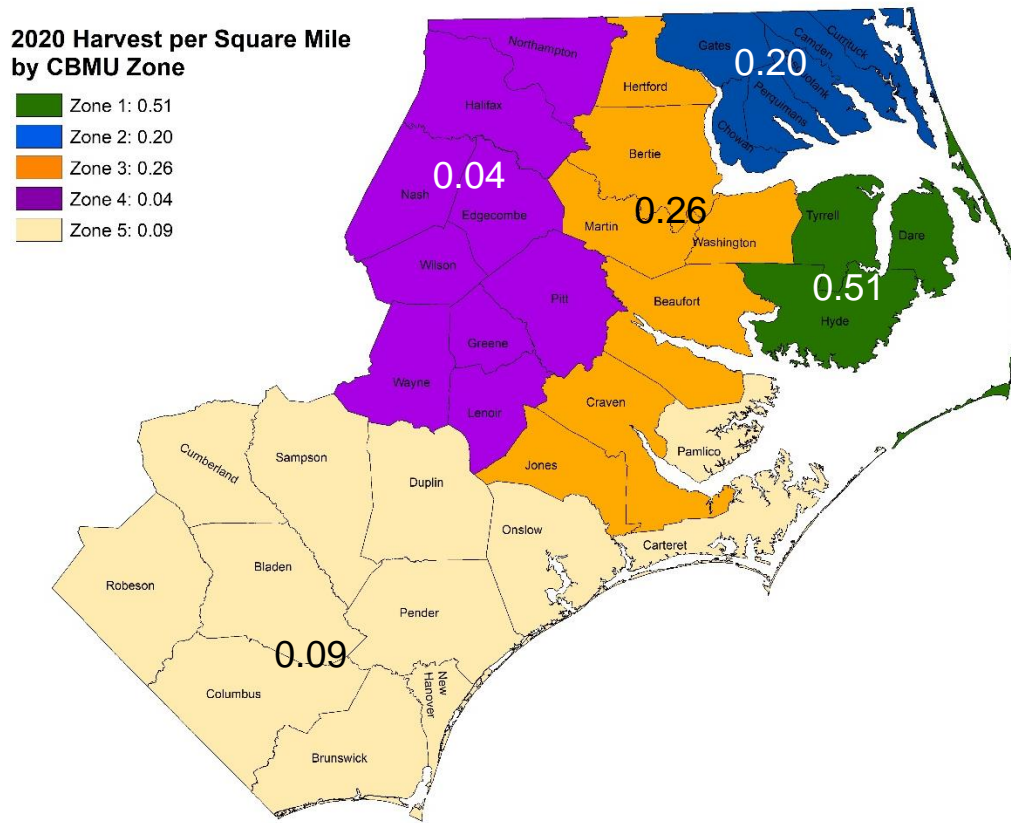 2020 Harvest per Square Mile
by CBMU Zone
Zone 1: 0.51
Zone 2: 0.20
Zone 3: 0.26
Zone 4: 0.04
Zone 5: 0.09
Northampton
Gates
Camden
Currituck
0.20
Hertford
Perquimans
Halifax
Chowan
Bertie
0.04
Nash
Edgecombe
0.26
Martin
Tyrrell
Dare
Washington
Wilson
0.51
Pitt
Beaufort
Hyde
Greene
Wayne
Lenoir
Craven
Pamlico
Cumberland
Sampson
Duplin
Jones
Onslow
Carteret
Robeson
Bladen
Pender
0.09
Columbus
New
Hanover
Brunswick